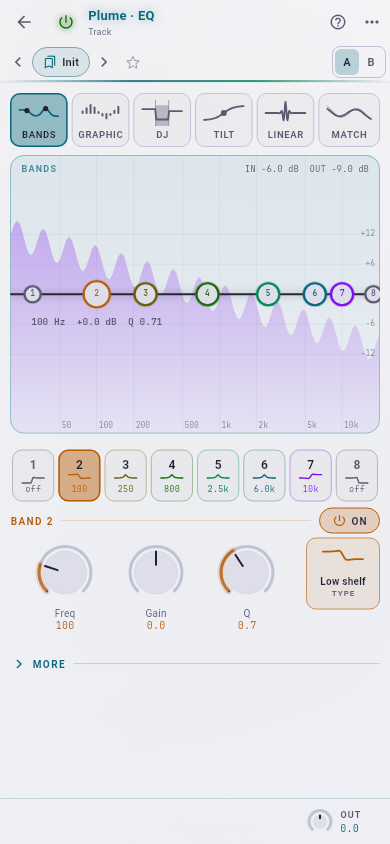 Plume · EQ
Track
Init
A B
BANDS GRAPHIC DJ TILT LINEAR MATCH
BANDS IN -6.0 dB OUT -9.0 dB
+12
+6
1 2 3 4 5 6 7 8
100 Hz +0.0 dB Q 0.71
-6
-12
50 100 200 500 1k 2k 5k 10k
1 2 3 4 5 6 7 8
off 100 250 800 2.5k 6.0k 10k off
BAND 2 ON
Low shelf
TYPE
Freq Gain Q
100 0.0 0.7
MORE
OUT
0.0